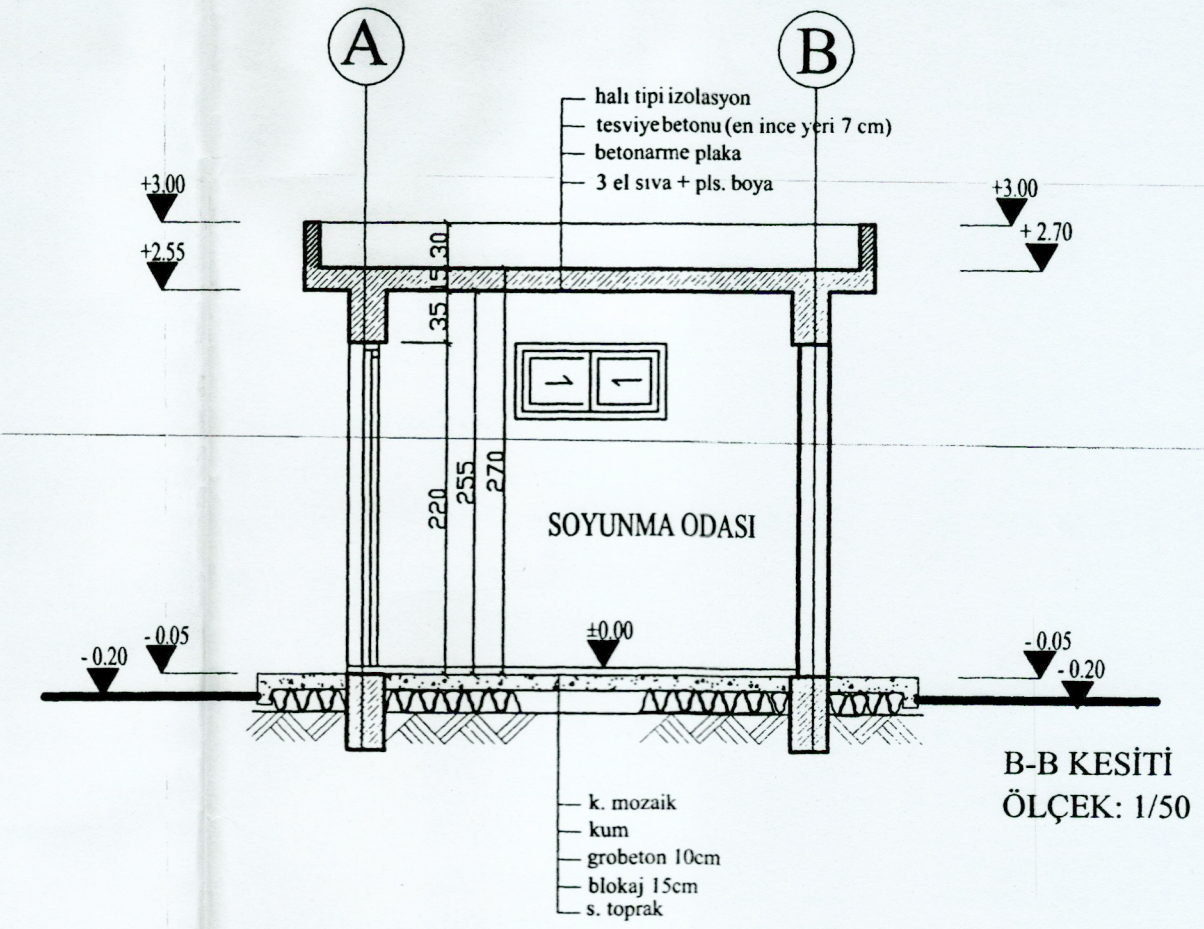 A
B
halı tipi izolasyon
tesviye betonu (en ince yeri 7 cm)
betonarme plaka
3 el sıva + pls. boya
+3.00
+3.00
+2.55
+ 2.70
30
15
35
220
255
270
SOYUNMA ODASI
±0.00
- 0.05
- 0.20
- 0.05
- 0.20
B-B KESİTİ
ÖLÇEK: 1/50
k. mozaik
kum
grobeton 10cm
blokaj 15cm
s. toprak